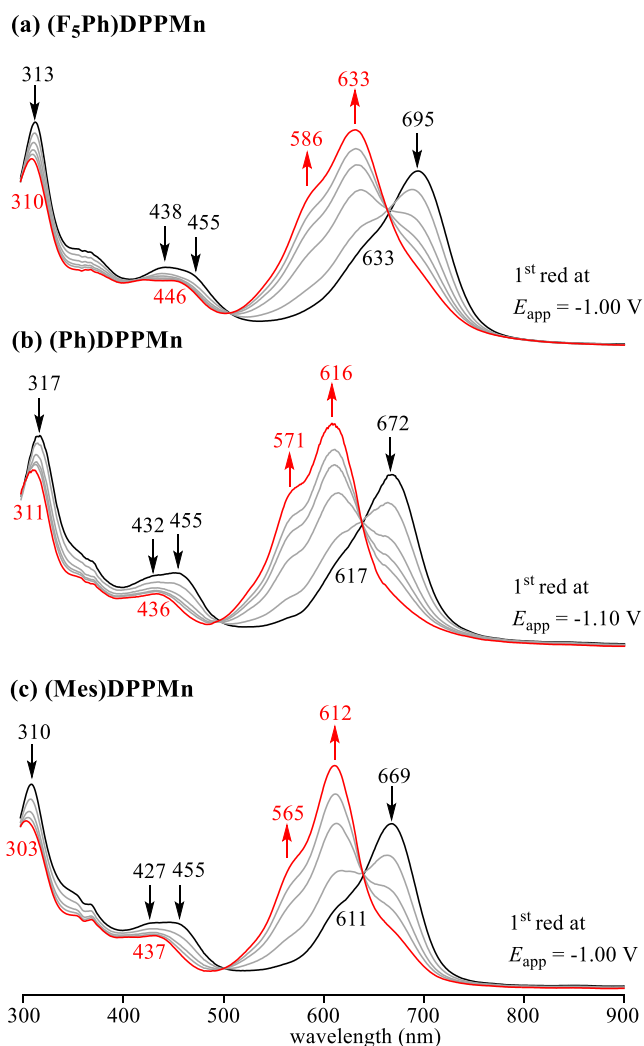 (a) (F₅Ph)DPPMn
313
633
586
695
438
455
310
446
633
1ˢᵗ red at
E_app = -1.00 V
(b) (Ph)DPPMn
317
616
571
672
432
455
311
436
617
1ˢᵗ red at
E_app = -1.10 V
(c) (Mes)DPPMn
310
612
669
565
427
455
303
437
611
1ˢᵗ red at
E_app = -1.00 V
300 400 500 600 700 800 900
wavelength (nm)